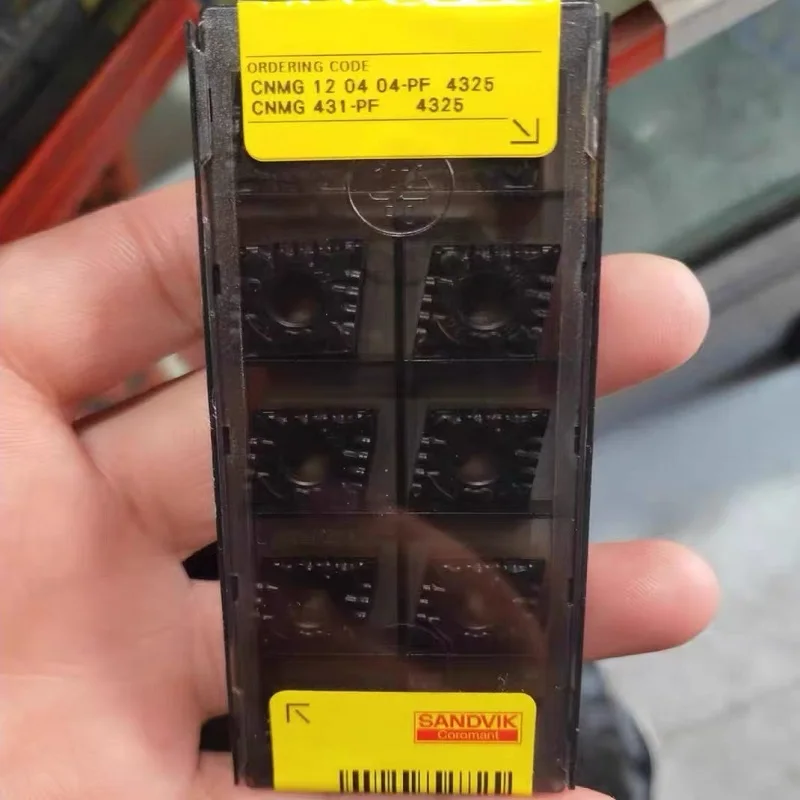 ORDERING CODE
CNMG 12 04 04-PF 4325
CNMG 431-PF 4325
SANDVIK
Coromant